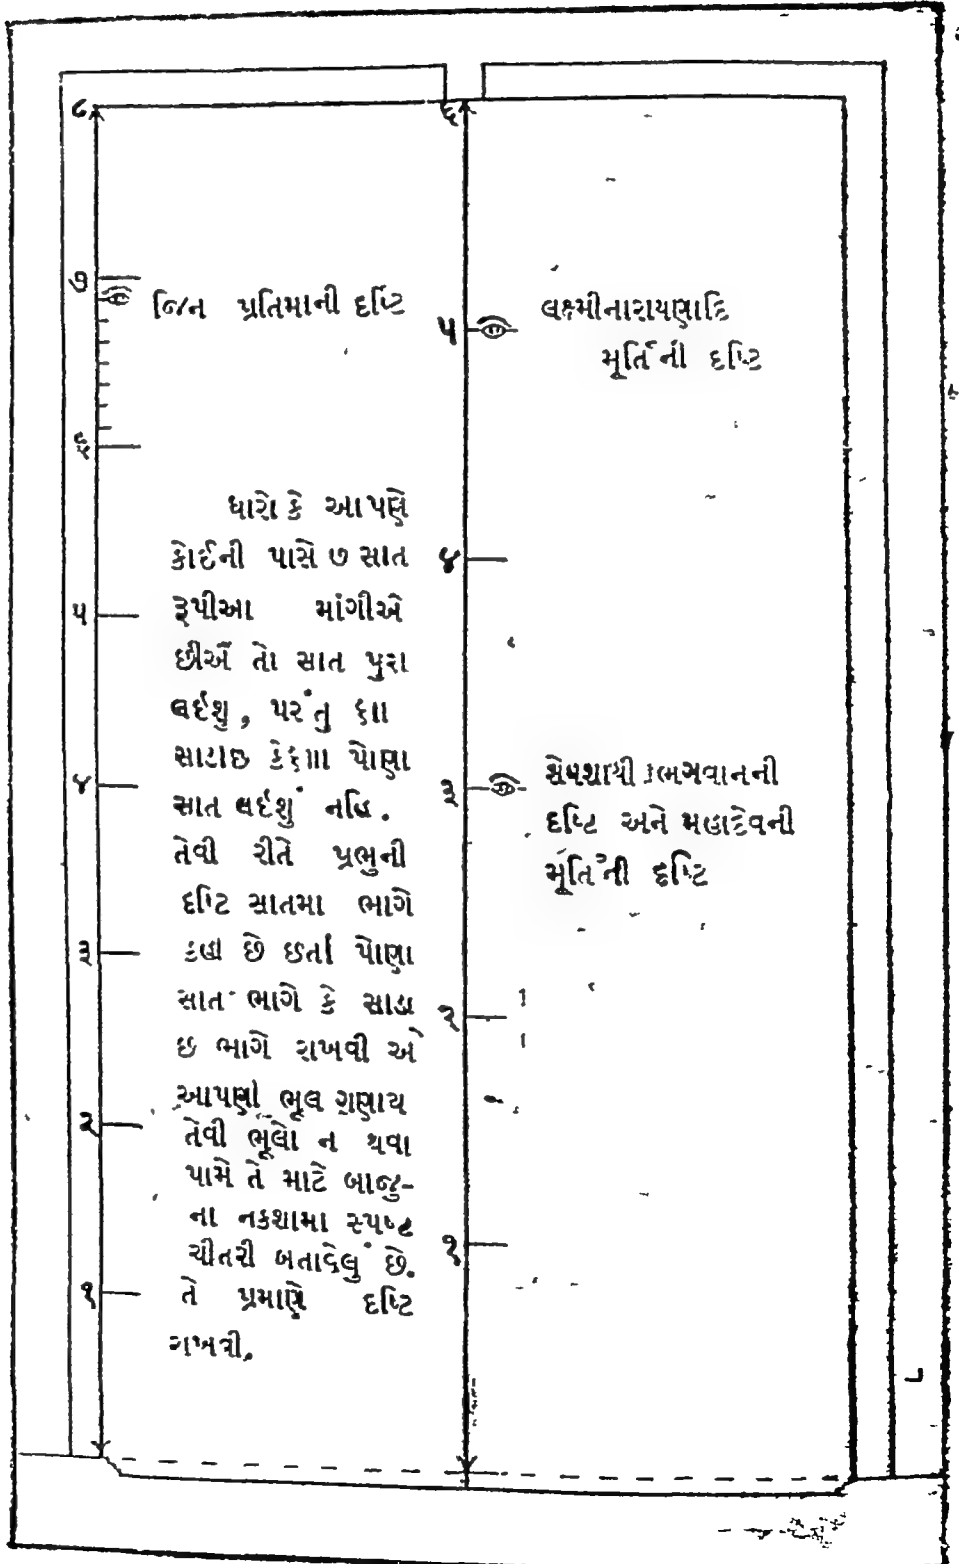 ૮
૭
જિન પ્રતિમાની દષ્ટિ
૬
૫
૪
૩
૨
૧
ધારો કે આપણે
કોઈની પાસે ૭ સાત
રૂપીઆ માંગીએ
છીએં તો સાત પુરા
લઈશુ, પરંતુ ૬ાા
સાડાછ કે ૬ાાા પોણા
સાત લઈશું નહિ.
તેવી રીતે પ્રભુની
દષ્ટિ સાતમા ભાગે
કહી છે છતાં પોણા
સાત ભાગે કે સાડા
છ ભાગે રાખવી એ
આપણી ભૂલ ગણાય
તેવી ભૂલો ન થવા
પામે તે માટે બાજુ-
ના નકશામા સ્પષ્ટ
ચીતરી બતાવેલું છે.
તે પ્રમાણે દષ્ટિ
રાખવી.
૬
૫
લક્ષ્મીનારાયણાદિ
મૂર્તિની દષ્ટિ
૪
૩
શેષશાયી ભગવાનની
દષ્ટિ અને મહાદેવની
મૂર્તિની દષ્ટિ
૨
૧